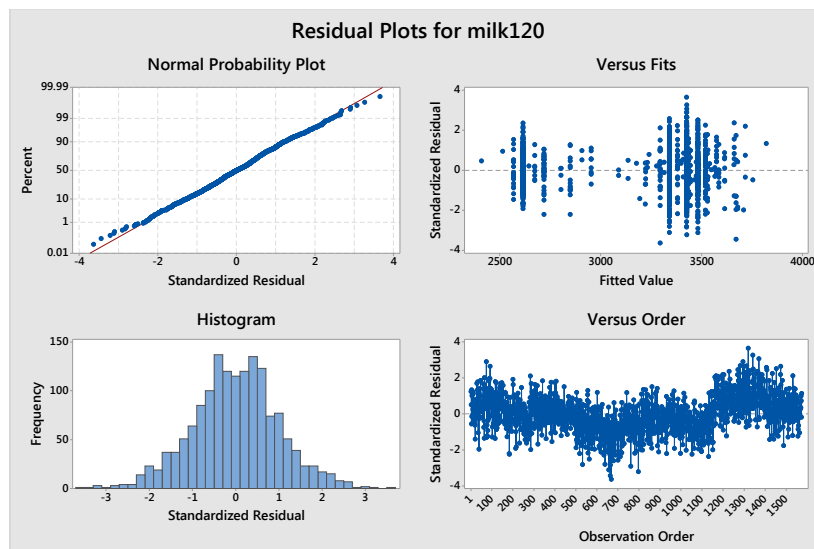 Residual Plots for milk120
Normal Probability Plot
Versus Fits
99.99
99
90
50
10
1
0.01
Percent
-4 -2 0 2 4
Standardized Residual
4
2
0
-2
-4
Standardized Residual
2500 3000 3500 4000
Fitted Value
Histogram
Versus Order
150
100
50
0
Frequency
-3 -2 -1 0 1 2 3
Standardized Residual
4
2
0
-2
-4
Standardized Residual
1 100 200 300 400 500 600 700 800 900 1000 1100 1200 1300 1400 1500
Observation Order